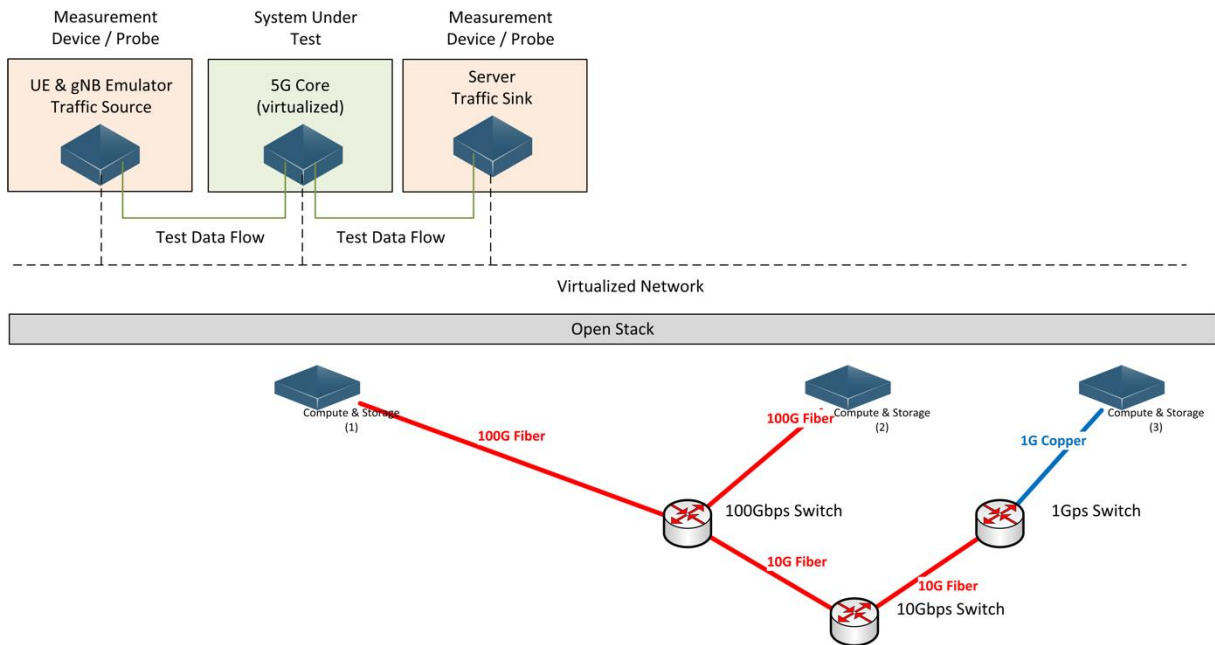 Measurement
Device / Probe
System Under
Test
Measurement
Device / Probe
UE & gNB Emulator
Traffic Source
5G Core
(virtualized)
Server
Traffic Sink
Test Data Flow
Test Data Flow
Virtualized Network
Open Stack
Compute & Storage
(1)
Compute & Storage
(2)
Compute & Storage
(3)
100G Fiber
100G Fiber
1G Copper
100Gbps Switch
1Gps Switch
10G Fiber
10G Fiber
10Gbps Switch